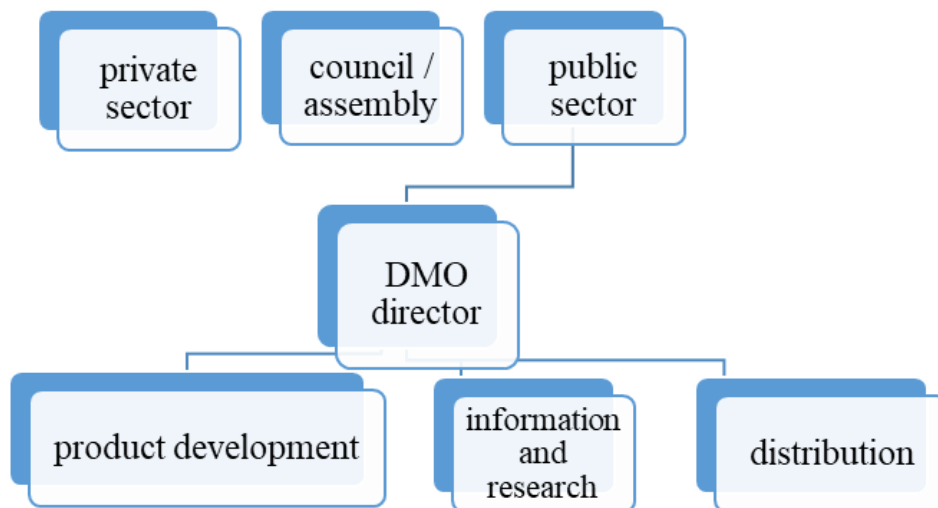 private
sector
council /
assembly
public
sector
DMO
director
product development
information
and
research
distribution